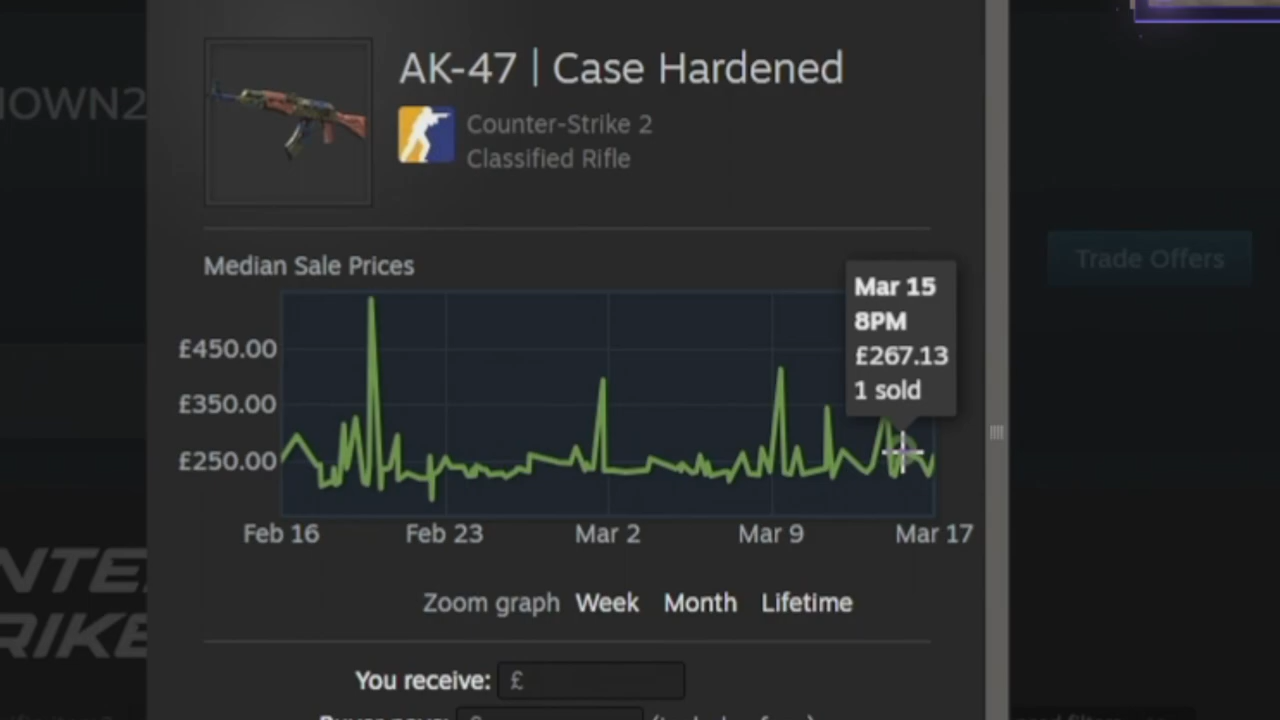 AK-47 | Case Hardened
Counter-Strike 2
Classified Rifle
Trade Offers
Median Sale Prices
Mar 15
8PM
£267.13
1 sold
£450.00
£350.00
£250.00
Feb 16
Feb 23
Mar 2
Mar 9
Mar 17
Zoom graph Week Month Lifetime
You receive: £